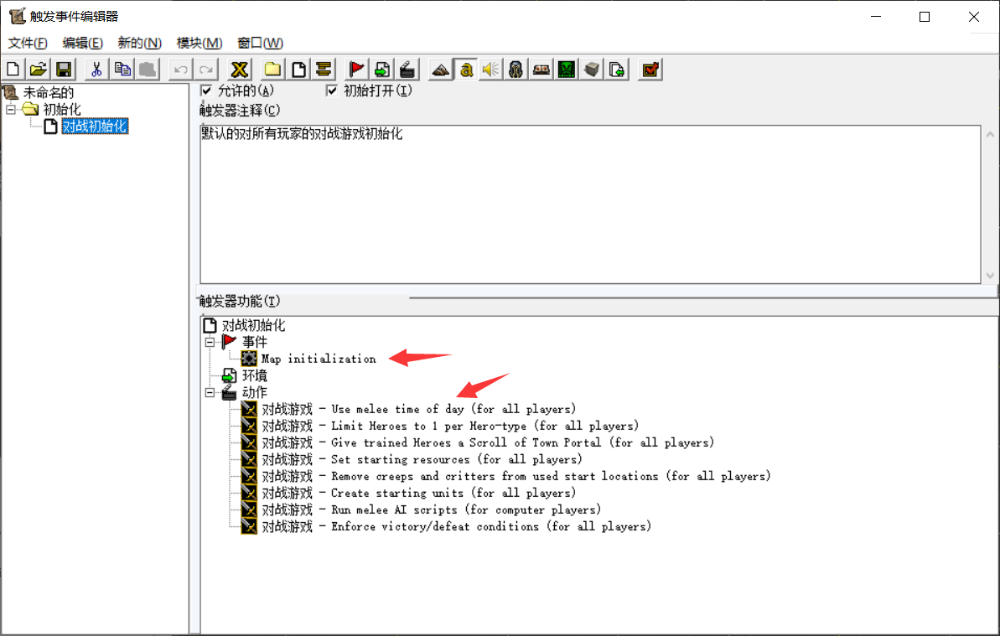 触发事件编辑器
文件(F) 编辑(E) 新的(N) 模块(M) 窗口(W)
未命名的
初始化
对战初始化
允许的(A) 初始打开(I)
触发器注释(C)
默认的对所有玩家的对战游戏初始化
触发器功能(T)
对战初始化
事件
Map initialization
环境
动作
对战游戏 - Use melee time of day (for all players)
对战游戏 - Limit Heroes to 1 per Hero-type (for all players)
对战游戏 - Give trained Heroes a Scroll of Town Portal (for all players)
对战游戏 - Set starting resources (for all players)
对战游戏 - Remove creeps and critters from used start locations (for all players)
对战游戏 - Create starting units (for all players)
对战游戏 - Run melee AI scripts (for computer players)
对战游戏 - Enforce victory/defeat conditions (for all players)